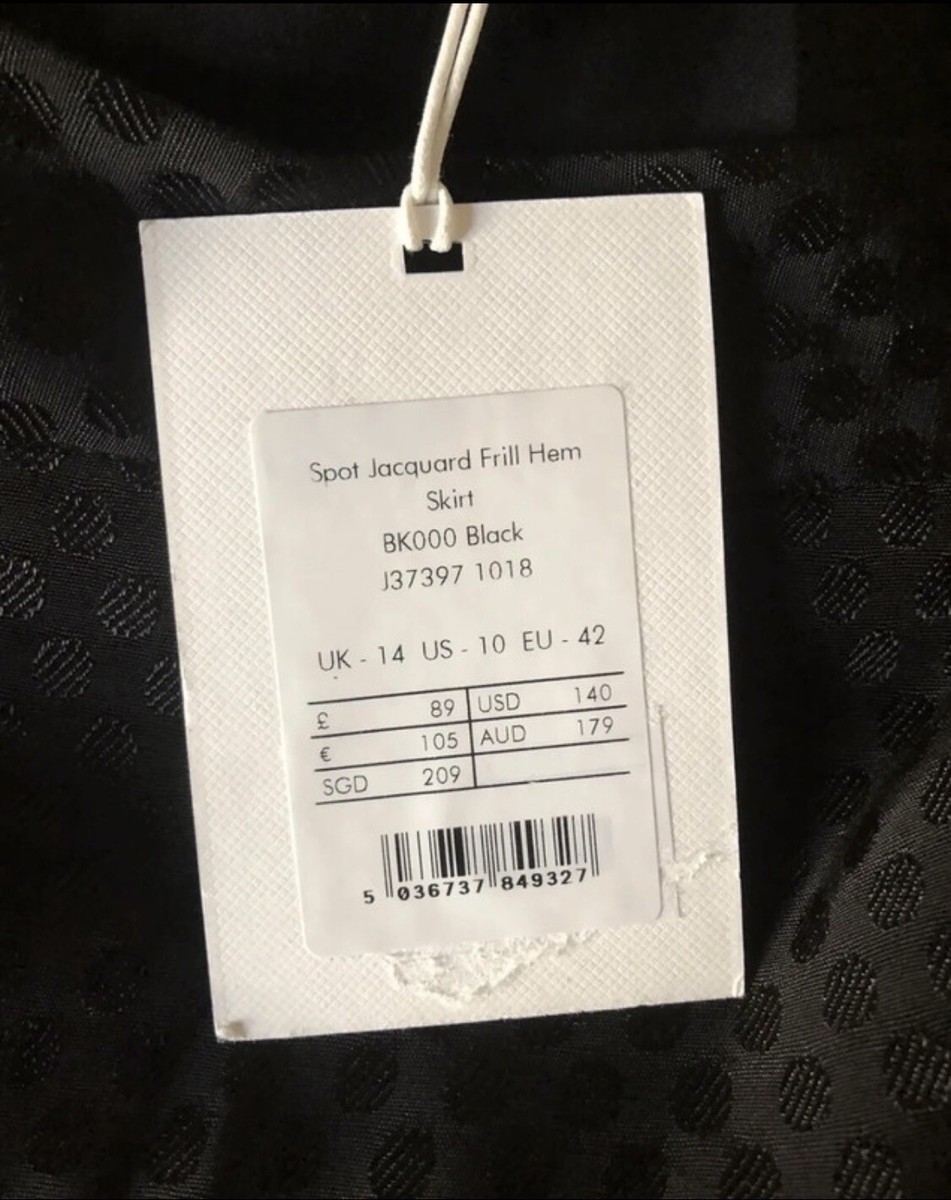 Spot Jacquard Frill Hem
Skirt
BK000 Black
J37397 1018
UK - 14 US - 10 EU - 42
£ 89 USD 140
€ 105 AUD 179
SGD 209
5 036737 849327